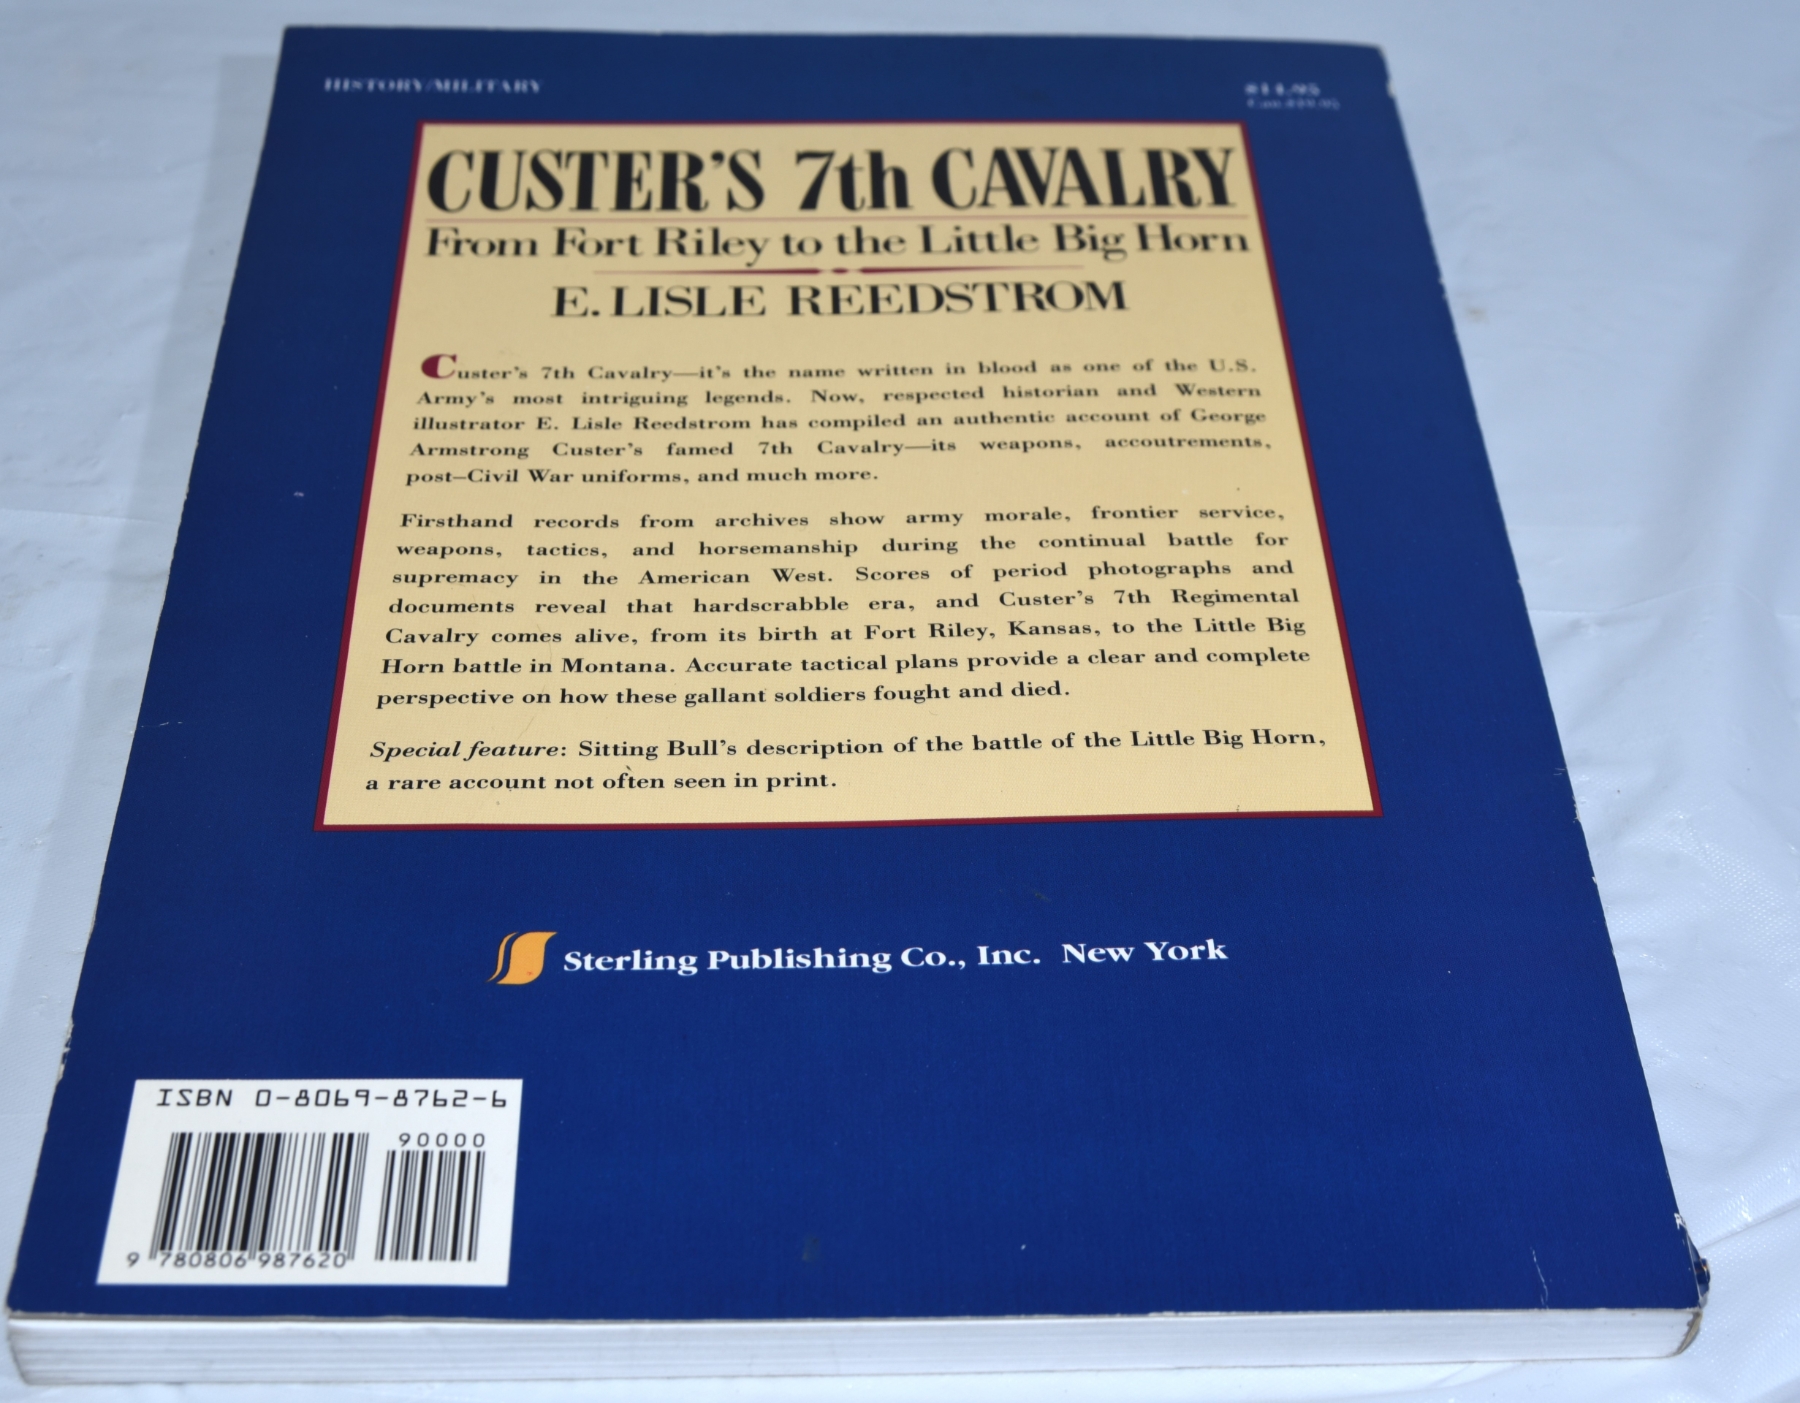 HISTORY/MILITARY
$14.95
CUSTER'S 7th CAVALRY
From Fort Riley to the Little Big Horn
E. LISLE REEDSTROM
Custer's 7th Cavalry—it's the name written in blood as one of the U.S.
Army's most intriguing legends. Now, respected historian and Western
illustrator E. Lisle Reedstrom has compiled an authentic account of George
Armstrong Custer's famed 7th Cavalry—its weapons, accoutrements,
post–Civil War uniforms, and much more.
Firsthand records from archives show army morale, frontier service,
weapons, tactics, and horsemanship during the continual battle for
supremacy in the American West. Scores of period photographs and
documents reveal that hardscrabble era, and Custer's 7th Regimental
Cavalry comes alive, from its birth at Fort Riley, Kansas, to the Little Big
Horn battle in Montana. Accurate tactical plans provide a clear and complete
perspective on how these gallant soldiers fought and died.
Special feature: Sitting Bull's description of the battle of the Little Big Horn,
a rare account not often seen in print.
Sterling Publishing Co., Inc. New York
ISBN 0-8069-8762-6
90000
9 780806 987620